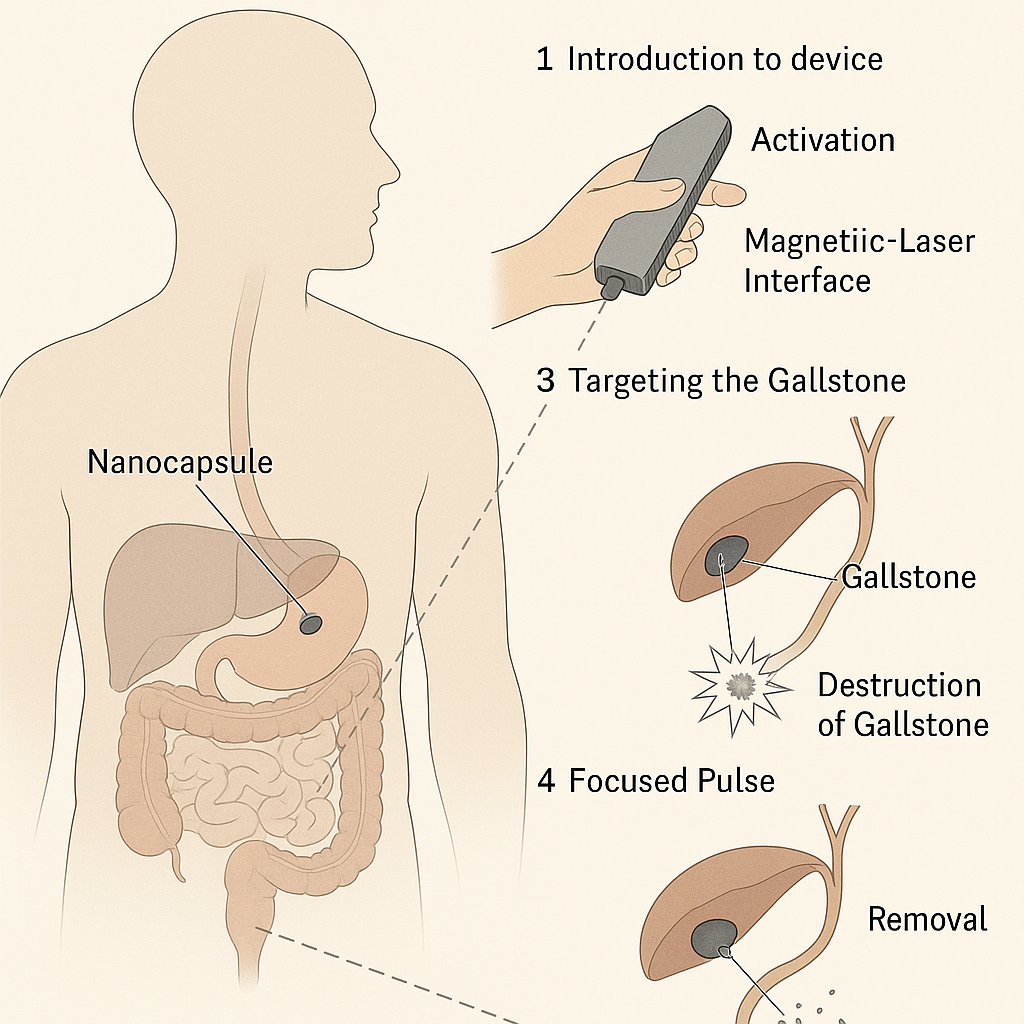 1 Introduction to device
Activation
Magnetiic-Laser
Interface
3 Targeting the Gallstone
Nanocapsule
Gallstone
Destruction
of Gallstone
4 Focused Pulse
Removal